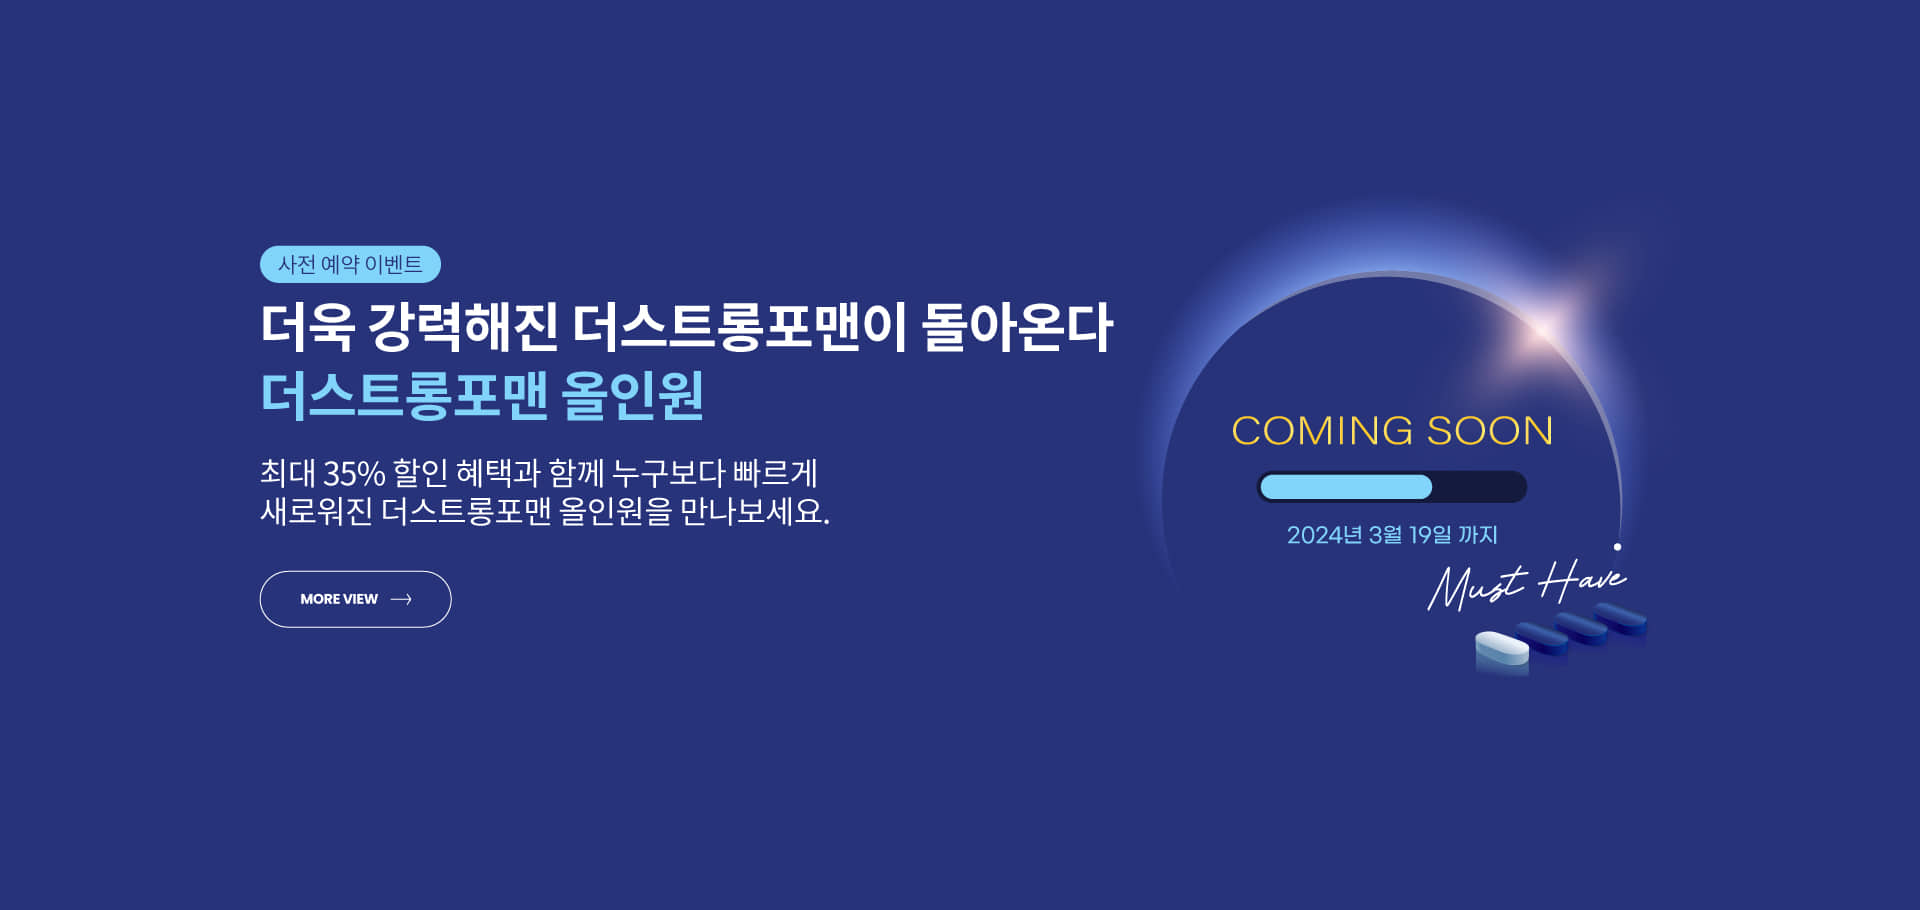 사전 예약 이벤트
더욱 강력해진 더스트롱포맨이 돌아온다
더스트롱포맨 올인원
최대 35% 할인 혜택과 함께 누구보다 빠르게
새로워진 더스트롱포맨 올인원을 만나보세요.
MORE VIEW
COMING SOON
2024년 3월 19일 까지
Must Have